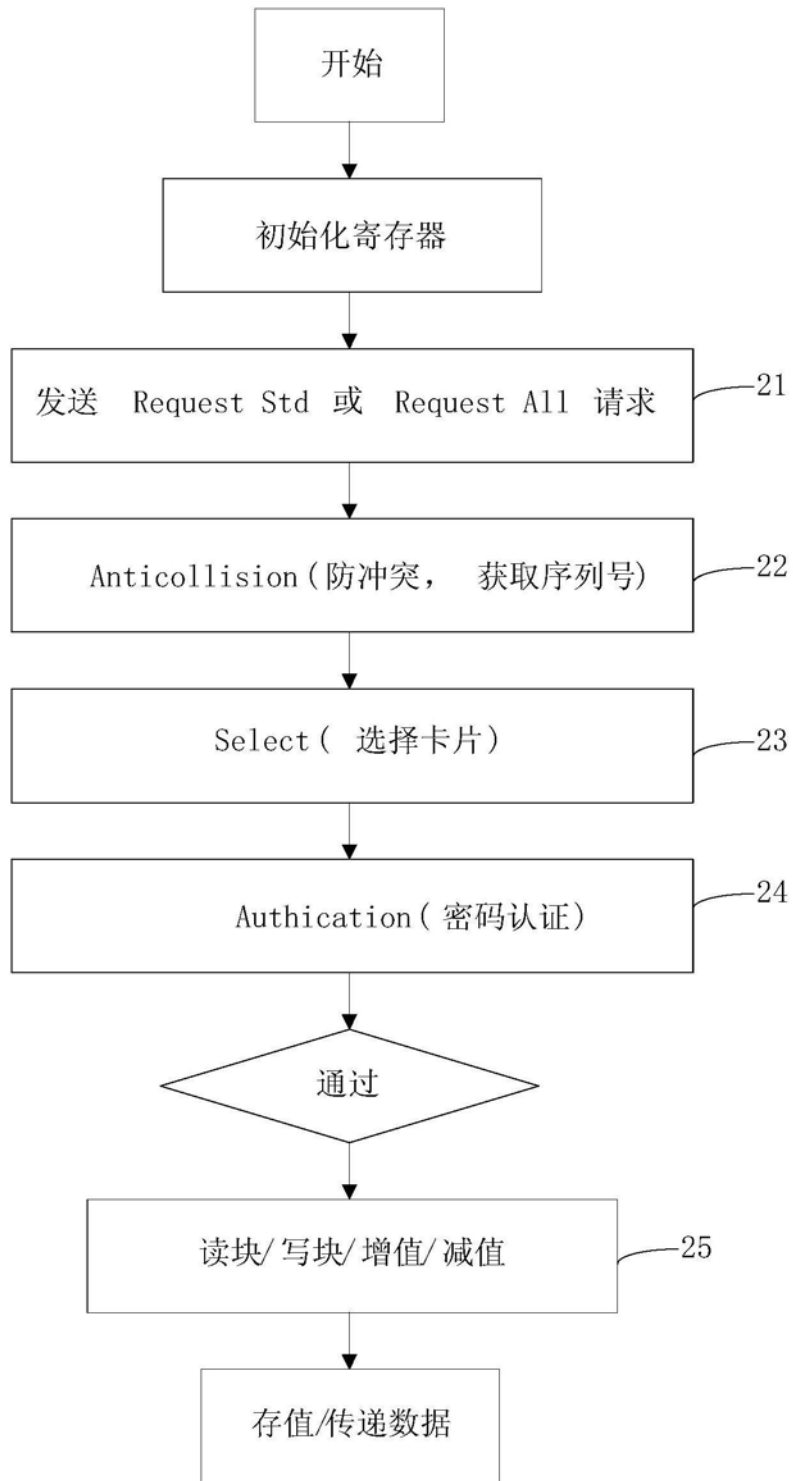 开始
初始化寄存器
发送 Request Std 或 Request All 请求
21
Anticollision(防冲突, 获取序列号)
22
Select( 选择卡片)
23
Authication( 密码认证)
24
通过
读块/写块/增值/减值
25
存值/传递数据